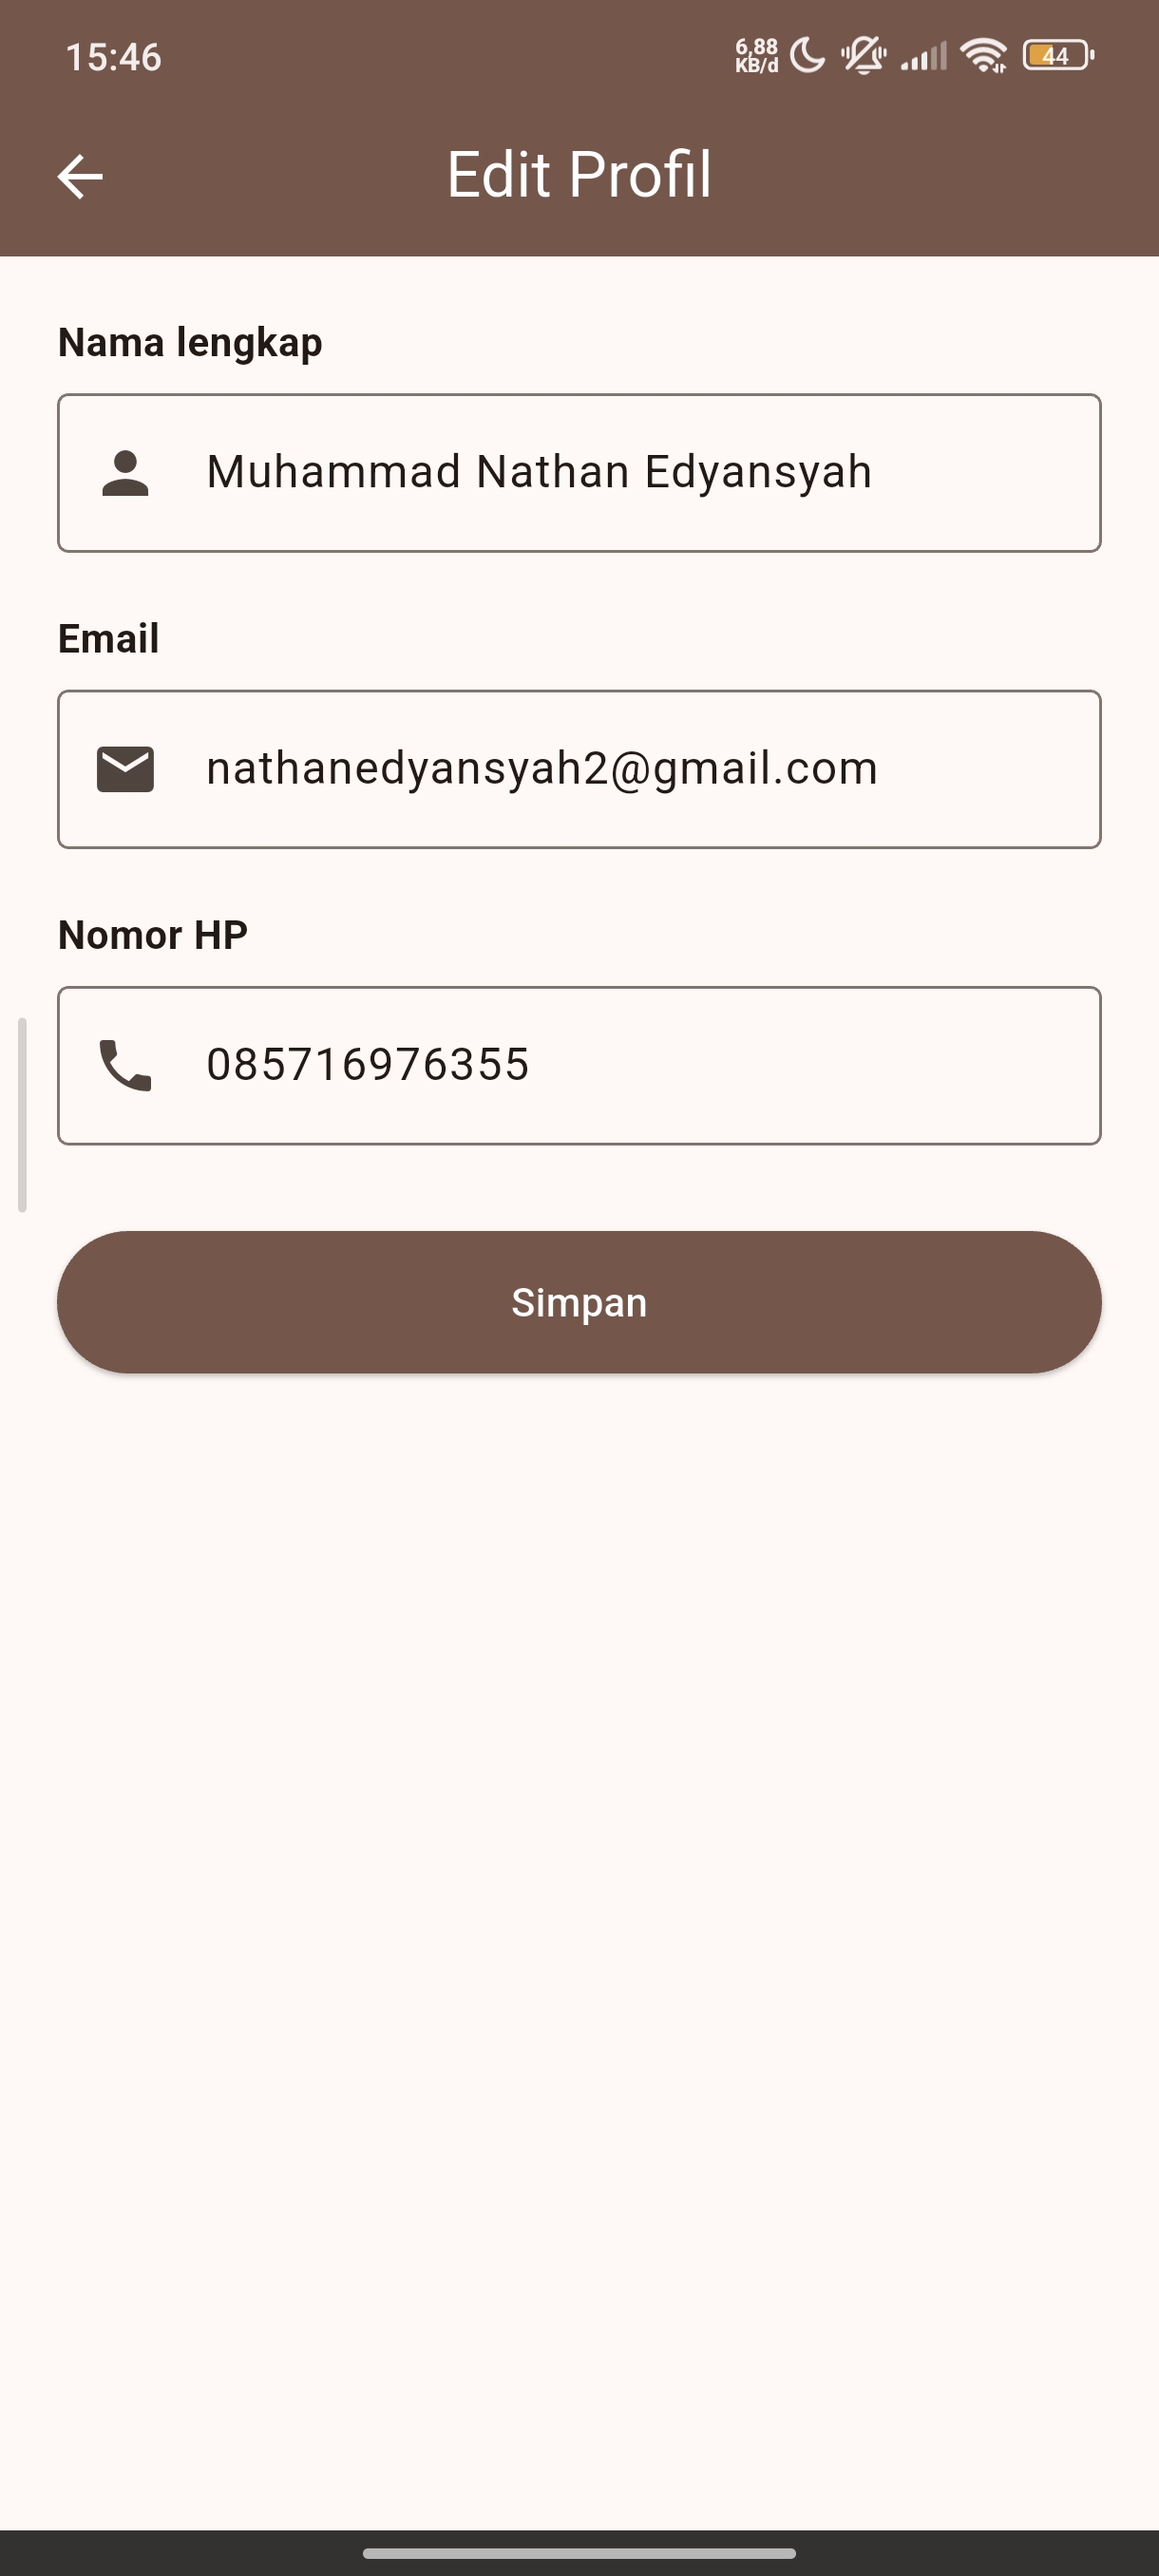 15:46
6,88
KB/d
44
Edit Profil
Nama lengkap
Muhammad Nathan Edyansyah
Email
nathanedyansyah2@gmail.com
Nomor HP
085716976355
Simpan